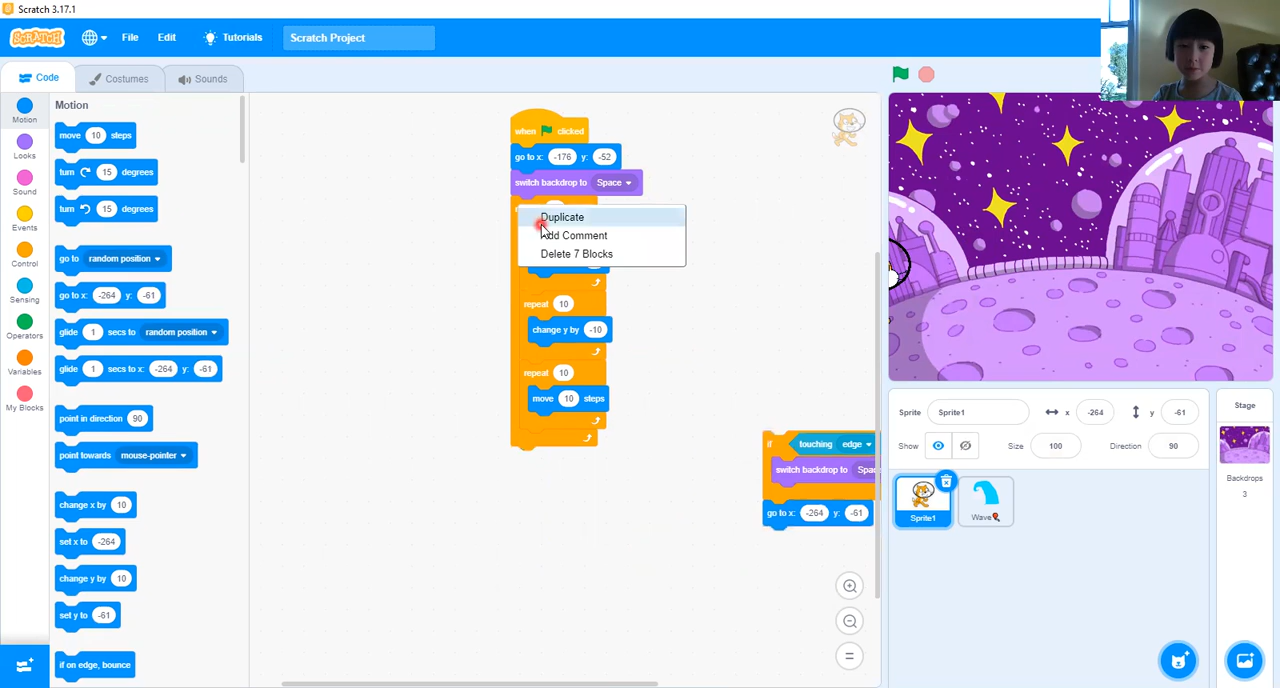 Scratch 3.17.1
SCRATCH
File
Edit
Tutorials
Scratch Project
Code
Costumes
Sounds
Motion
Looks
Sound
Events
Control
Sensing
Operators
Variables
My Blocks
Motion
move 10 steps
turn 15 degrees
turn 15 degrees
go to random position
go to x: -264 y: -61
glide 1 secs to random position
glide 1 secs to x: -264 y: -61
point in direction 90
point towards mouse-pointer
change x by 10
set x to -264
change y by 10
set y to -61
if on edge, bounce
when clicked
go to x: -176 y: -52
switch backdrop to Space
Duplicate
Add Comment
Delete 7 Blocks
repeat 10
change y by -10
repeat 10
move 10 steps
if touching edge
switch backdrop to
go to x: -264 y: -61
Sprite
Sprite1
x
-264
y
-61
Show
Size
100
Direction
90
Sprite1
Wave
Stage
Backdrops
3